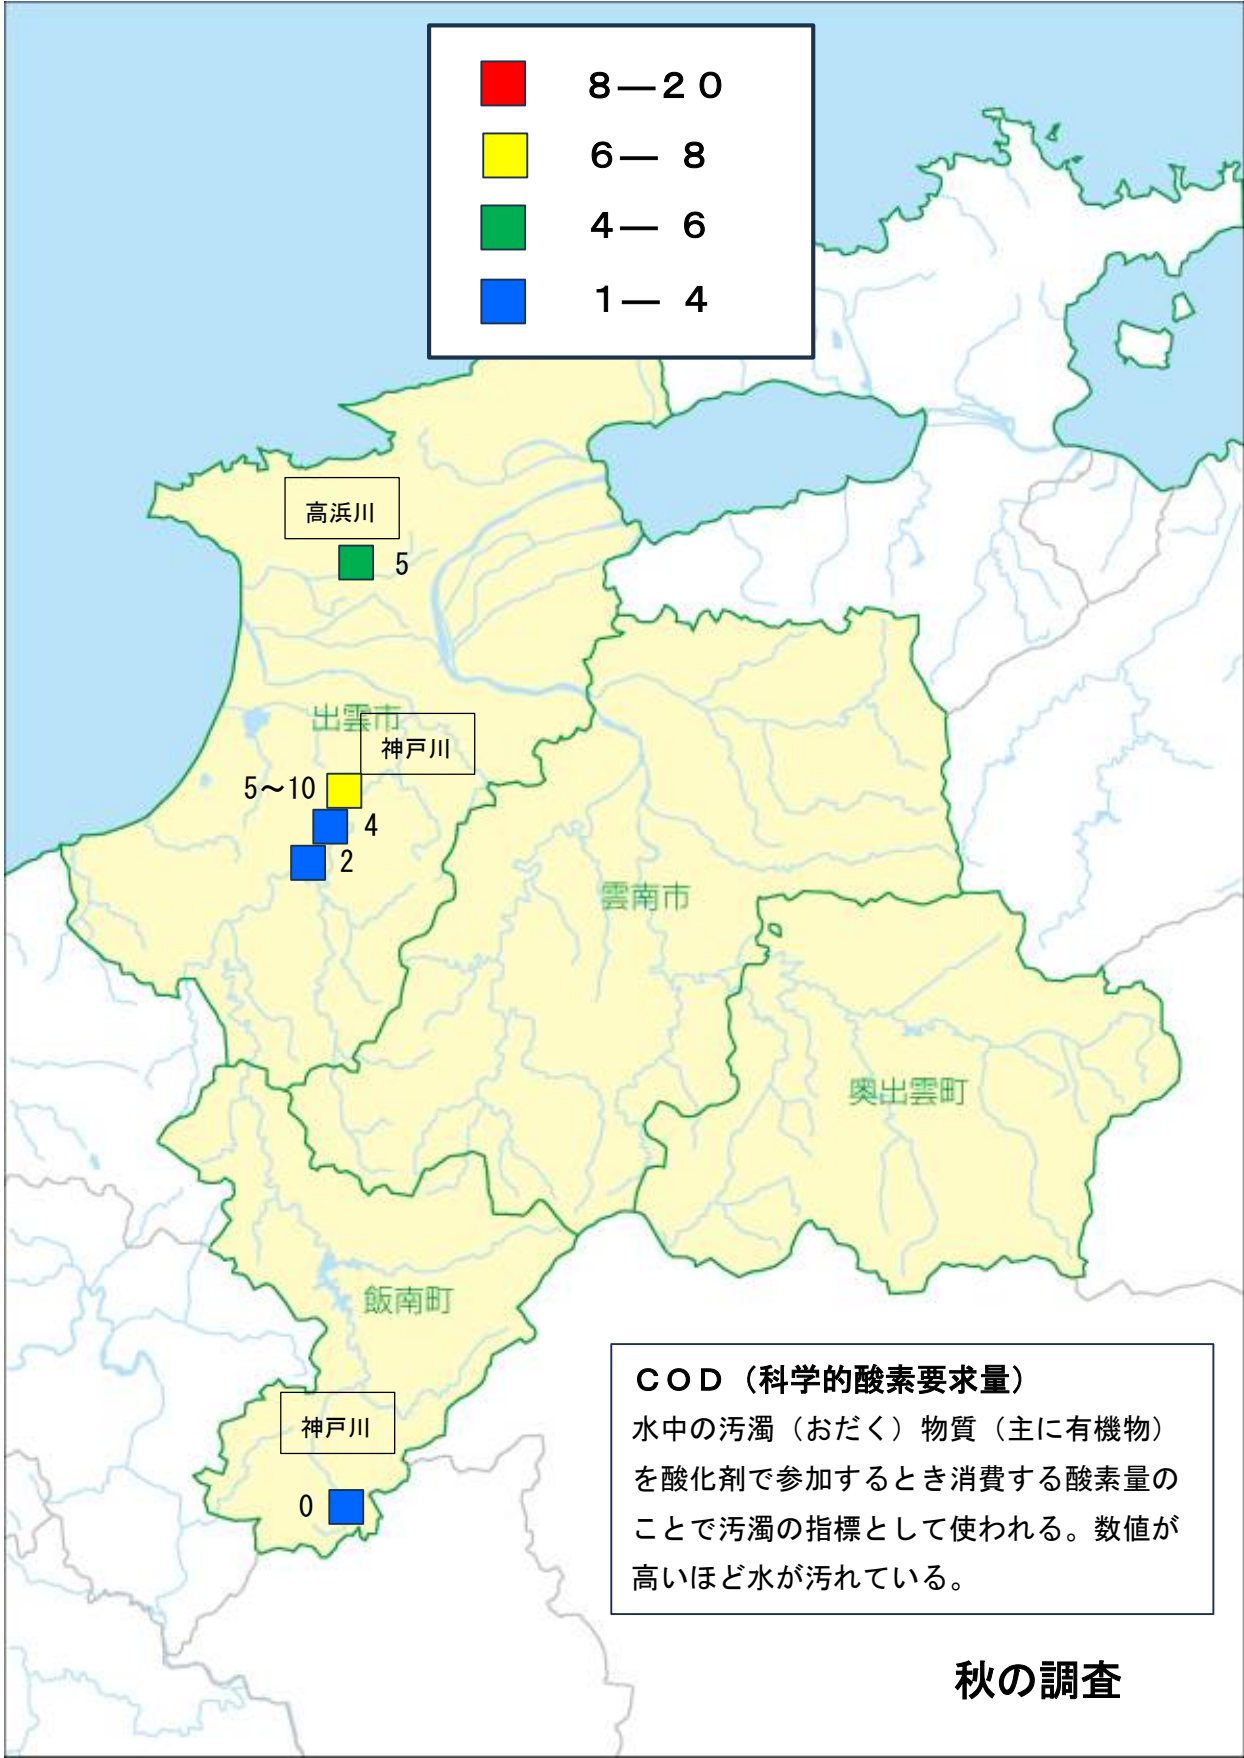 8―20
6― 8
4― 6
1― 4
高浜川
5
出雲市
神戸川
5～10
4
2
雲南市
奥出雲町
飯南町
神戸川
0
ＣＯＤ（科学的酸素要求量）
水中の汚濁（おだく）物質（主に有機物）
を酸化剤で参加するとき消費する酸素量の
ことで汚濁の指標として使われる。数値が
高いほど水が汚れている。
秋の調査